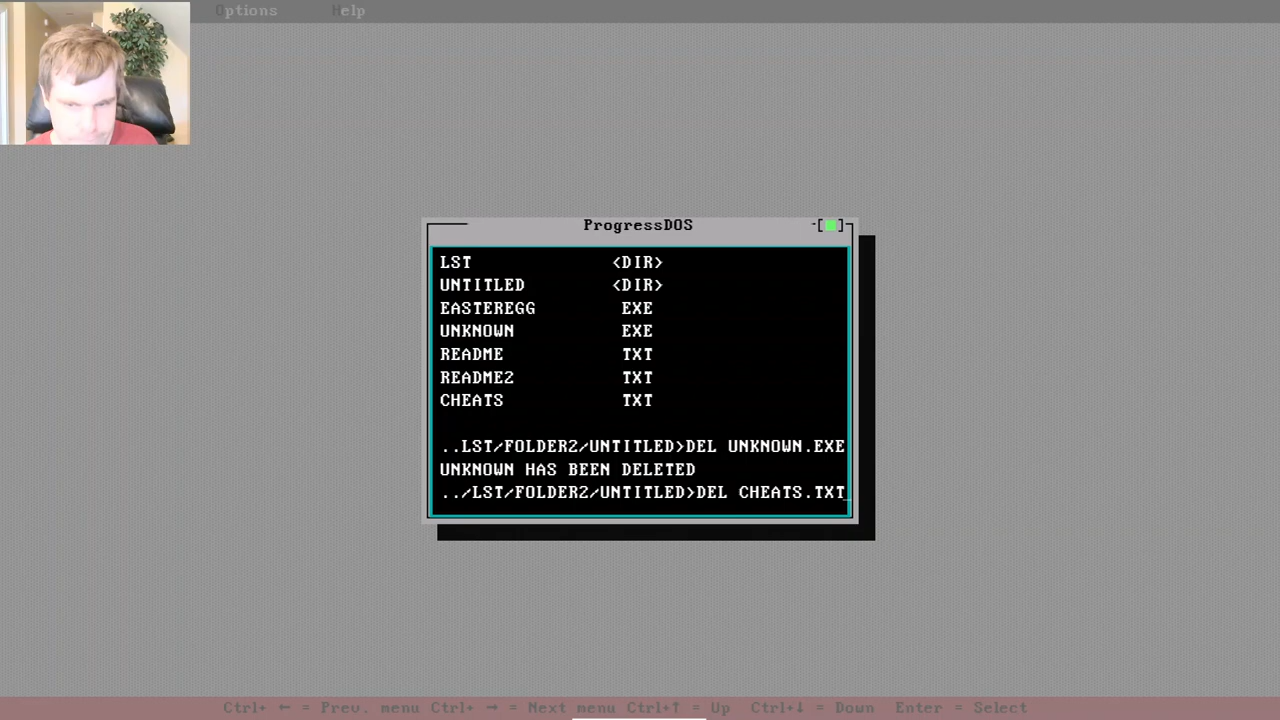 Options Help
ProgressDOS
LST <DIR>
UNTITLED <DIR>
EASTEREGG EXE
UNKNOWN EXE
README TXT
README2 TXT
CHEATS TXT
..LST/FOLDER2/UNTITLED>DEL UNKNOWN.EXE
UNKNOWN HAS BEEN DELETED
../LST/FOLDER2/UNTITLED>DEL CHEATS.TXT_
Ctrl+ ← = Prev. menu Ctrl+ → = Next menu Ctrl+↑ = Up Ctrl+↓ = Down Enter = Select